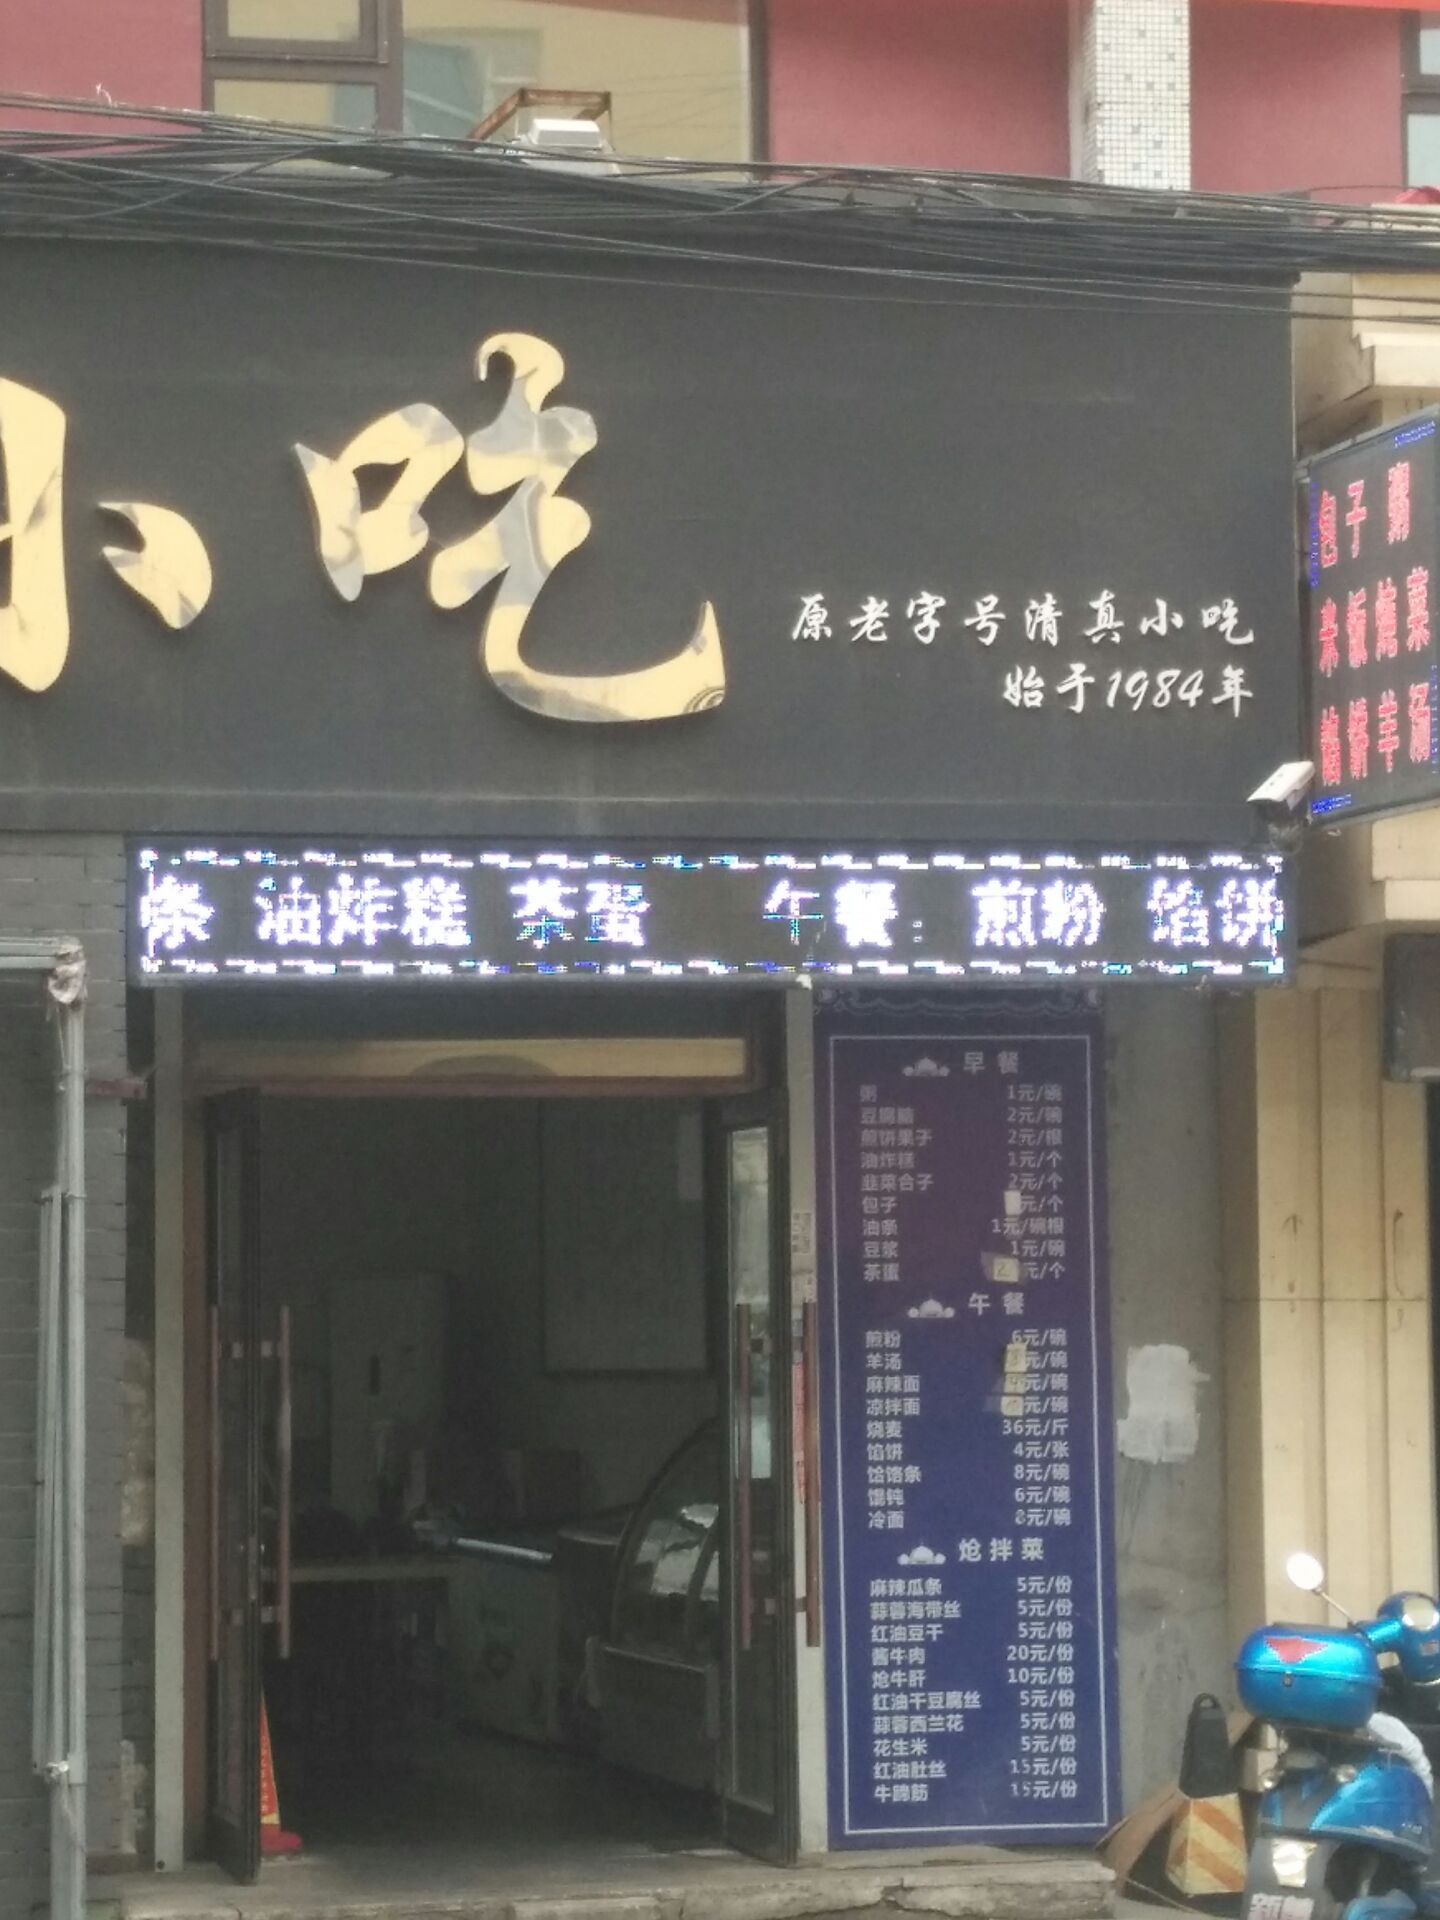 小吃
原老字号清真小吃
始于1984年
包子 粥
米饭烩菜
馅饼羊汤
条 油炸糕 茶蛋 午餐：煎粉 馅饼
早餐
粥 1元/碗
豆腐脑 2元/碗
煎饼果子 2元/根
油炸糕 1元/个
韭菜合子 2元/个
包子 元/个
油条 1元/碗根
豆浆 1元/碗
茶蛋 2元/个
午餐
煎粉 6元/碗
羊汤 元/碗
麻辣面 元/碗
凉拌面 元/碗
烧麦 36元/斤
馅饼 4元/张
饸饹条 8元/碗
馄饨 6元/碗
冷面 8元/碗
炝拌菜
麻辣瓜条 5元/份
蒜蓉海带丝 5元/份
红油豆干 5元/份
酱牛肉 20元/份
炝牛肝 10元/份
红油干豆腐丝 5元/份
蒜蓉西兰花 5元/份
花生米 5元/份
红油肚丝 15元/份
牛蹄筋 15元/份